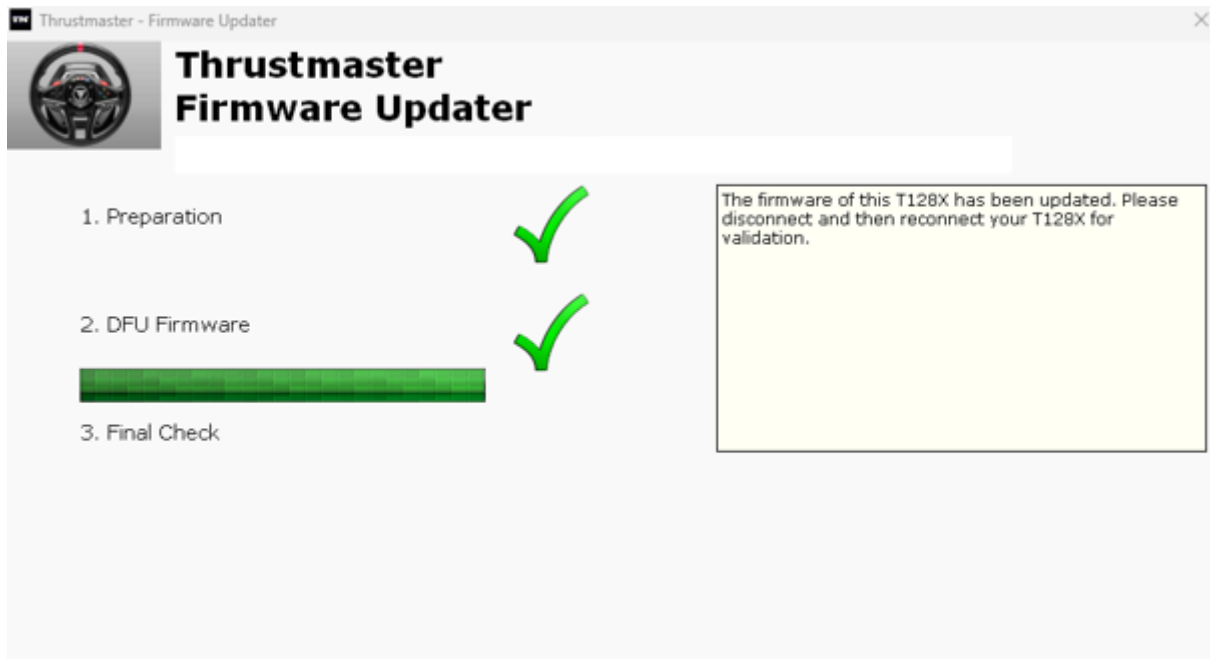 Thrustmaster - Firmware Updater
Thrustmaster
Firmware Updater
1. Preparation
2. DFU Firmware
3. Final Check
The firmware of this T128X has been updated. Please
disconnect and then reconnect your T128X for
validation.